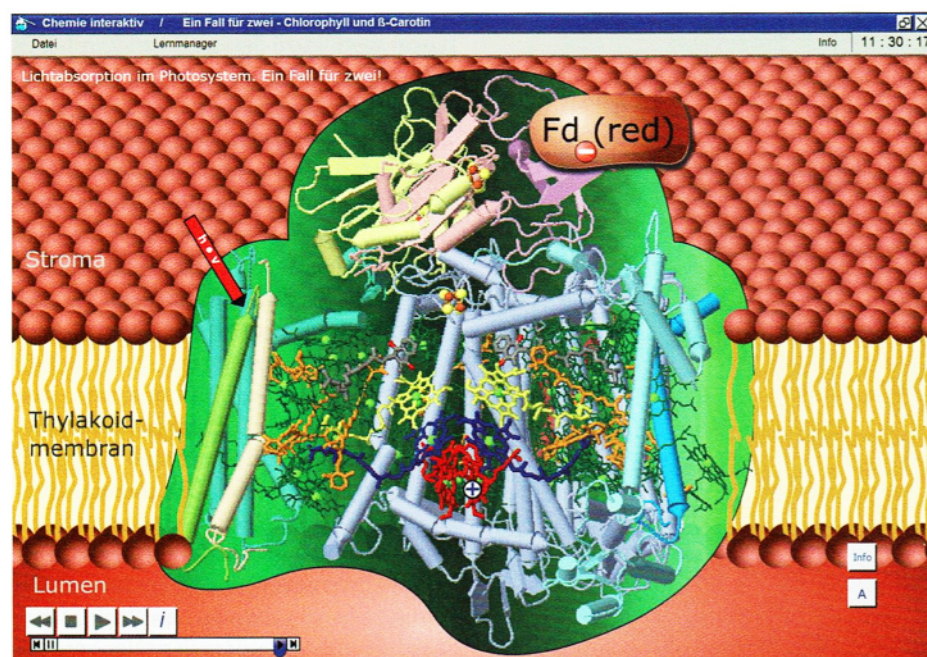 Chemie interaktiv / Ein Fall für zwei - Chlorophyll und ß-Carotin
Datei Lernmanager Info 11 : 30 : 17
Lichtabsorption im Photosystem. Ein Fall für zwei!
Fd (red)
h • ν
Stroma
Thylakoid-
membran
Lumen
Info
A
i